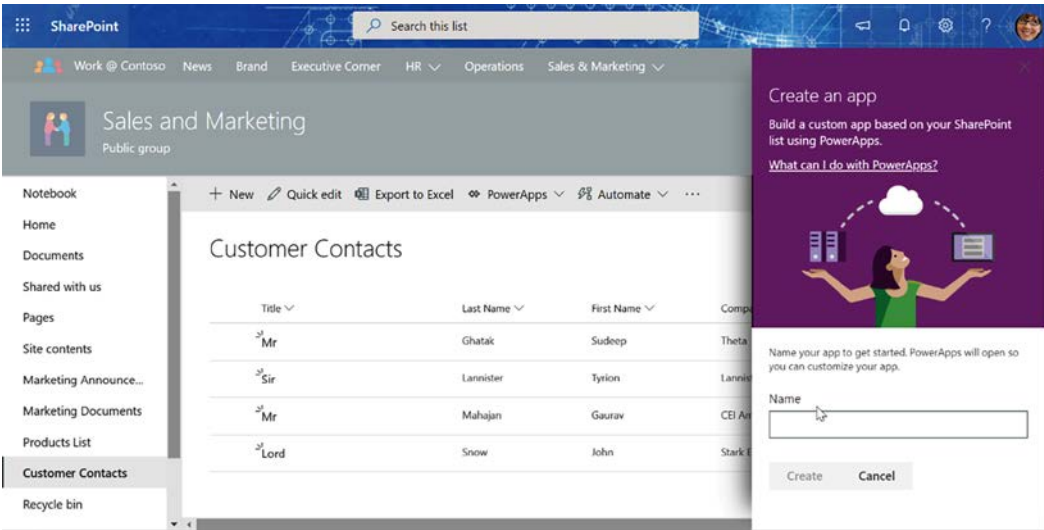 SharePoint
Search this list
?
Work @ Contoso News Brand Executive Corner HR Operations Sales & Marketing
Sales and Marketing
Public group
Notebook
Home
Documents
Shared with us
Pages
Site contents
Marketing Announce...
Marketing Documents
Products List
Customer Contacts
Recycle bin
+ New Quick edit Export to Excel PowerApps Automate ...
Customer Contacts
Title Last Name First Name Compa
Mr Ghatak Sudeep Theta
Sir Lannister Tyrion Lannis
Mr Mahajan Gaurav CEI Am
Lord Snow John Stark E
Create an app
Build a custom app based on your SharePoint
list using PowerApps.
What can I do with PowerApps?
Name your app to get started. PowerApps will open so
you can customize your app.
Name
Create Cancel